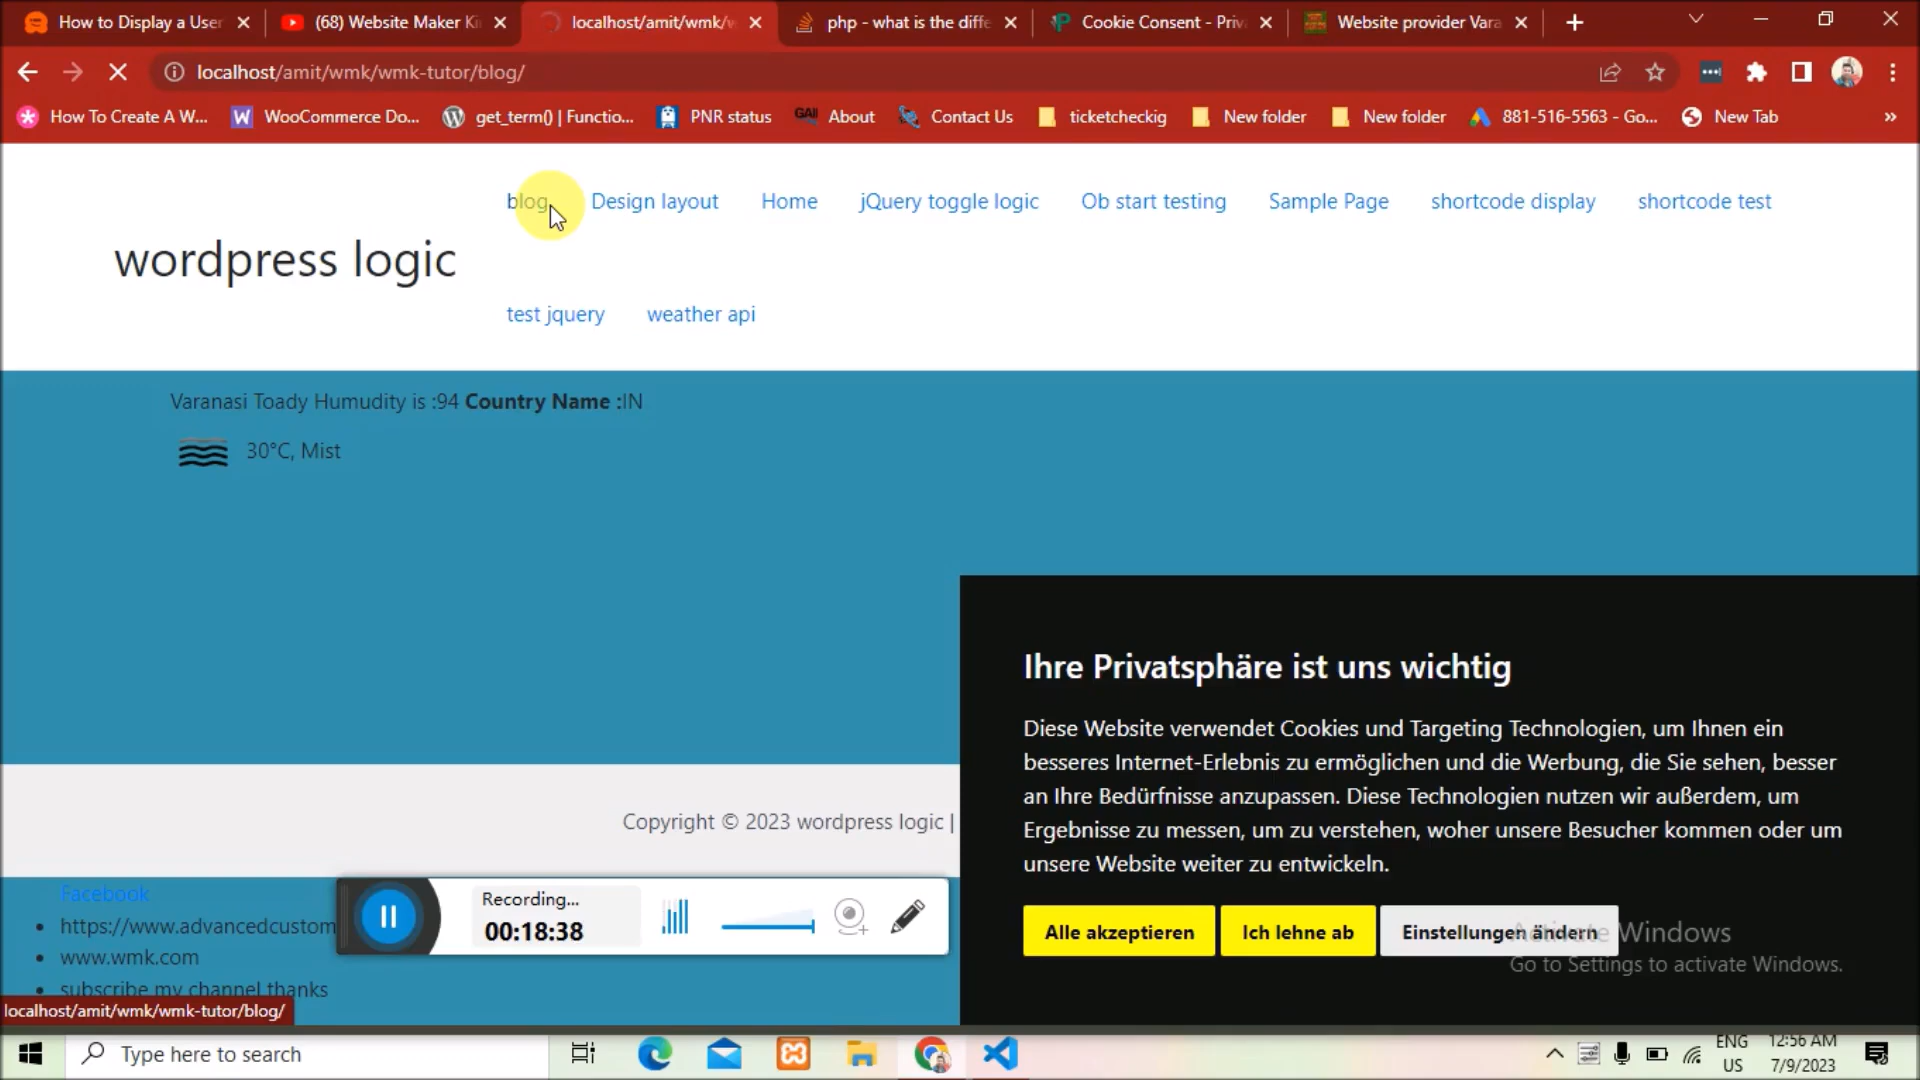 How to Display a User
(68) Website Maker Ki
localhost/amit/wmk/w
php - what is the diffe
Cookie Consent - Priv
Website provider Vara
localhost/amit/wmk/wmk-tutor/blog/
How To Create A W...
WooCommerce Do...
get_term() | Functio...
PNR status
GAII
About
Contact Us
ticketcheckig
New folder
New folder
881-516-5563 - Go...
New Tab
blog
Design layout
Home
jQuery toggle logic
Ob start testing
Sample Page
shortcode display
shortcode test
wordpress logic
test jquery
weather api
Varanasi Toady Humudity is :94 Country Name :IN
30°C, Mist
Ihre Privatsphäre ist uns wichtig
Diese Website verwendet Cookies und Targeting Technologien, um Ihnen ein
besseres Internet-Erlebnis zu ermöglichen und die Werbung, die Sie sehen, besser
an Ihre Bedürfnisse anzupassen. Diese Technologien nutzen wir außerdem, um
Ergebnisse zu messen, um zu verstehen, woher unsere Besucher kommen oder um
unsere Website weiter zu entwickeln.
Alle akzeptieren
Ich lehne ab
Einstellungen ändern
Activate Windows
Go to Settings to activate Windows.
Copyright © 2023 wordpress logic |
Facebook
https://www.advancedcustom
www.wmk.com
subscribe my channel thanks
Recording...
00:18:38
localhost/amit/wmk/wmk-tutor/blog/
Type here to search
ENG
US
12:56 AM
7/9/2023